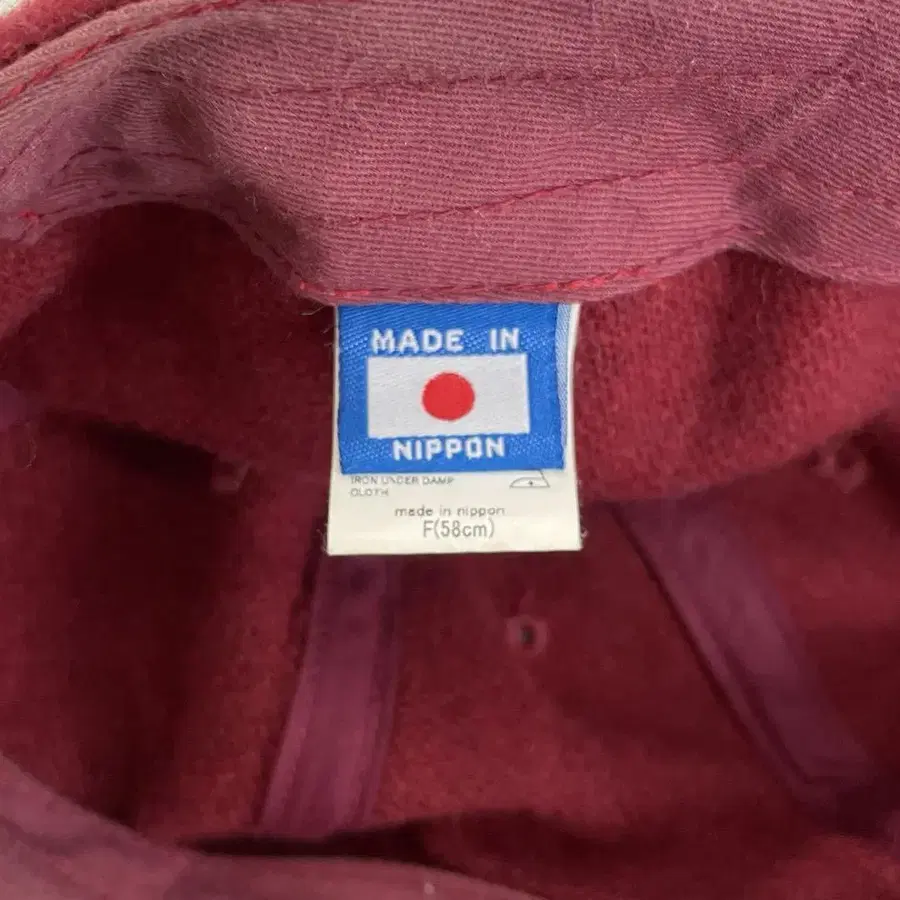 MADE IN
NIPPON
IRON UNDER DAMP
CLOTH
made in nippon
F(58cm)